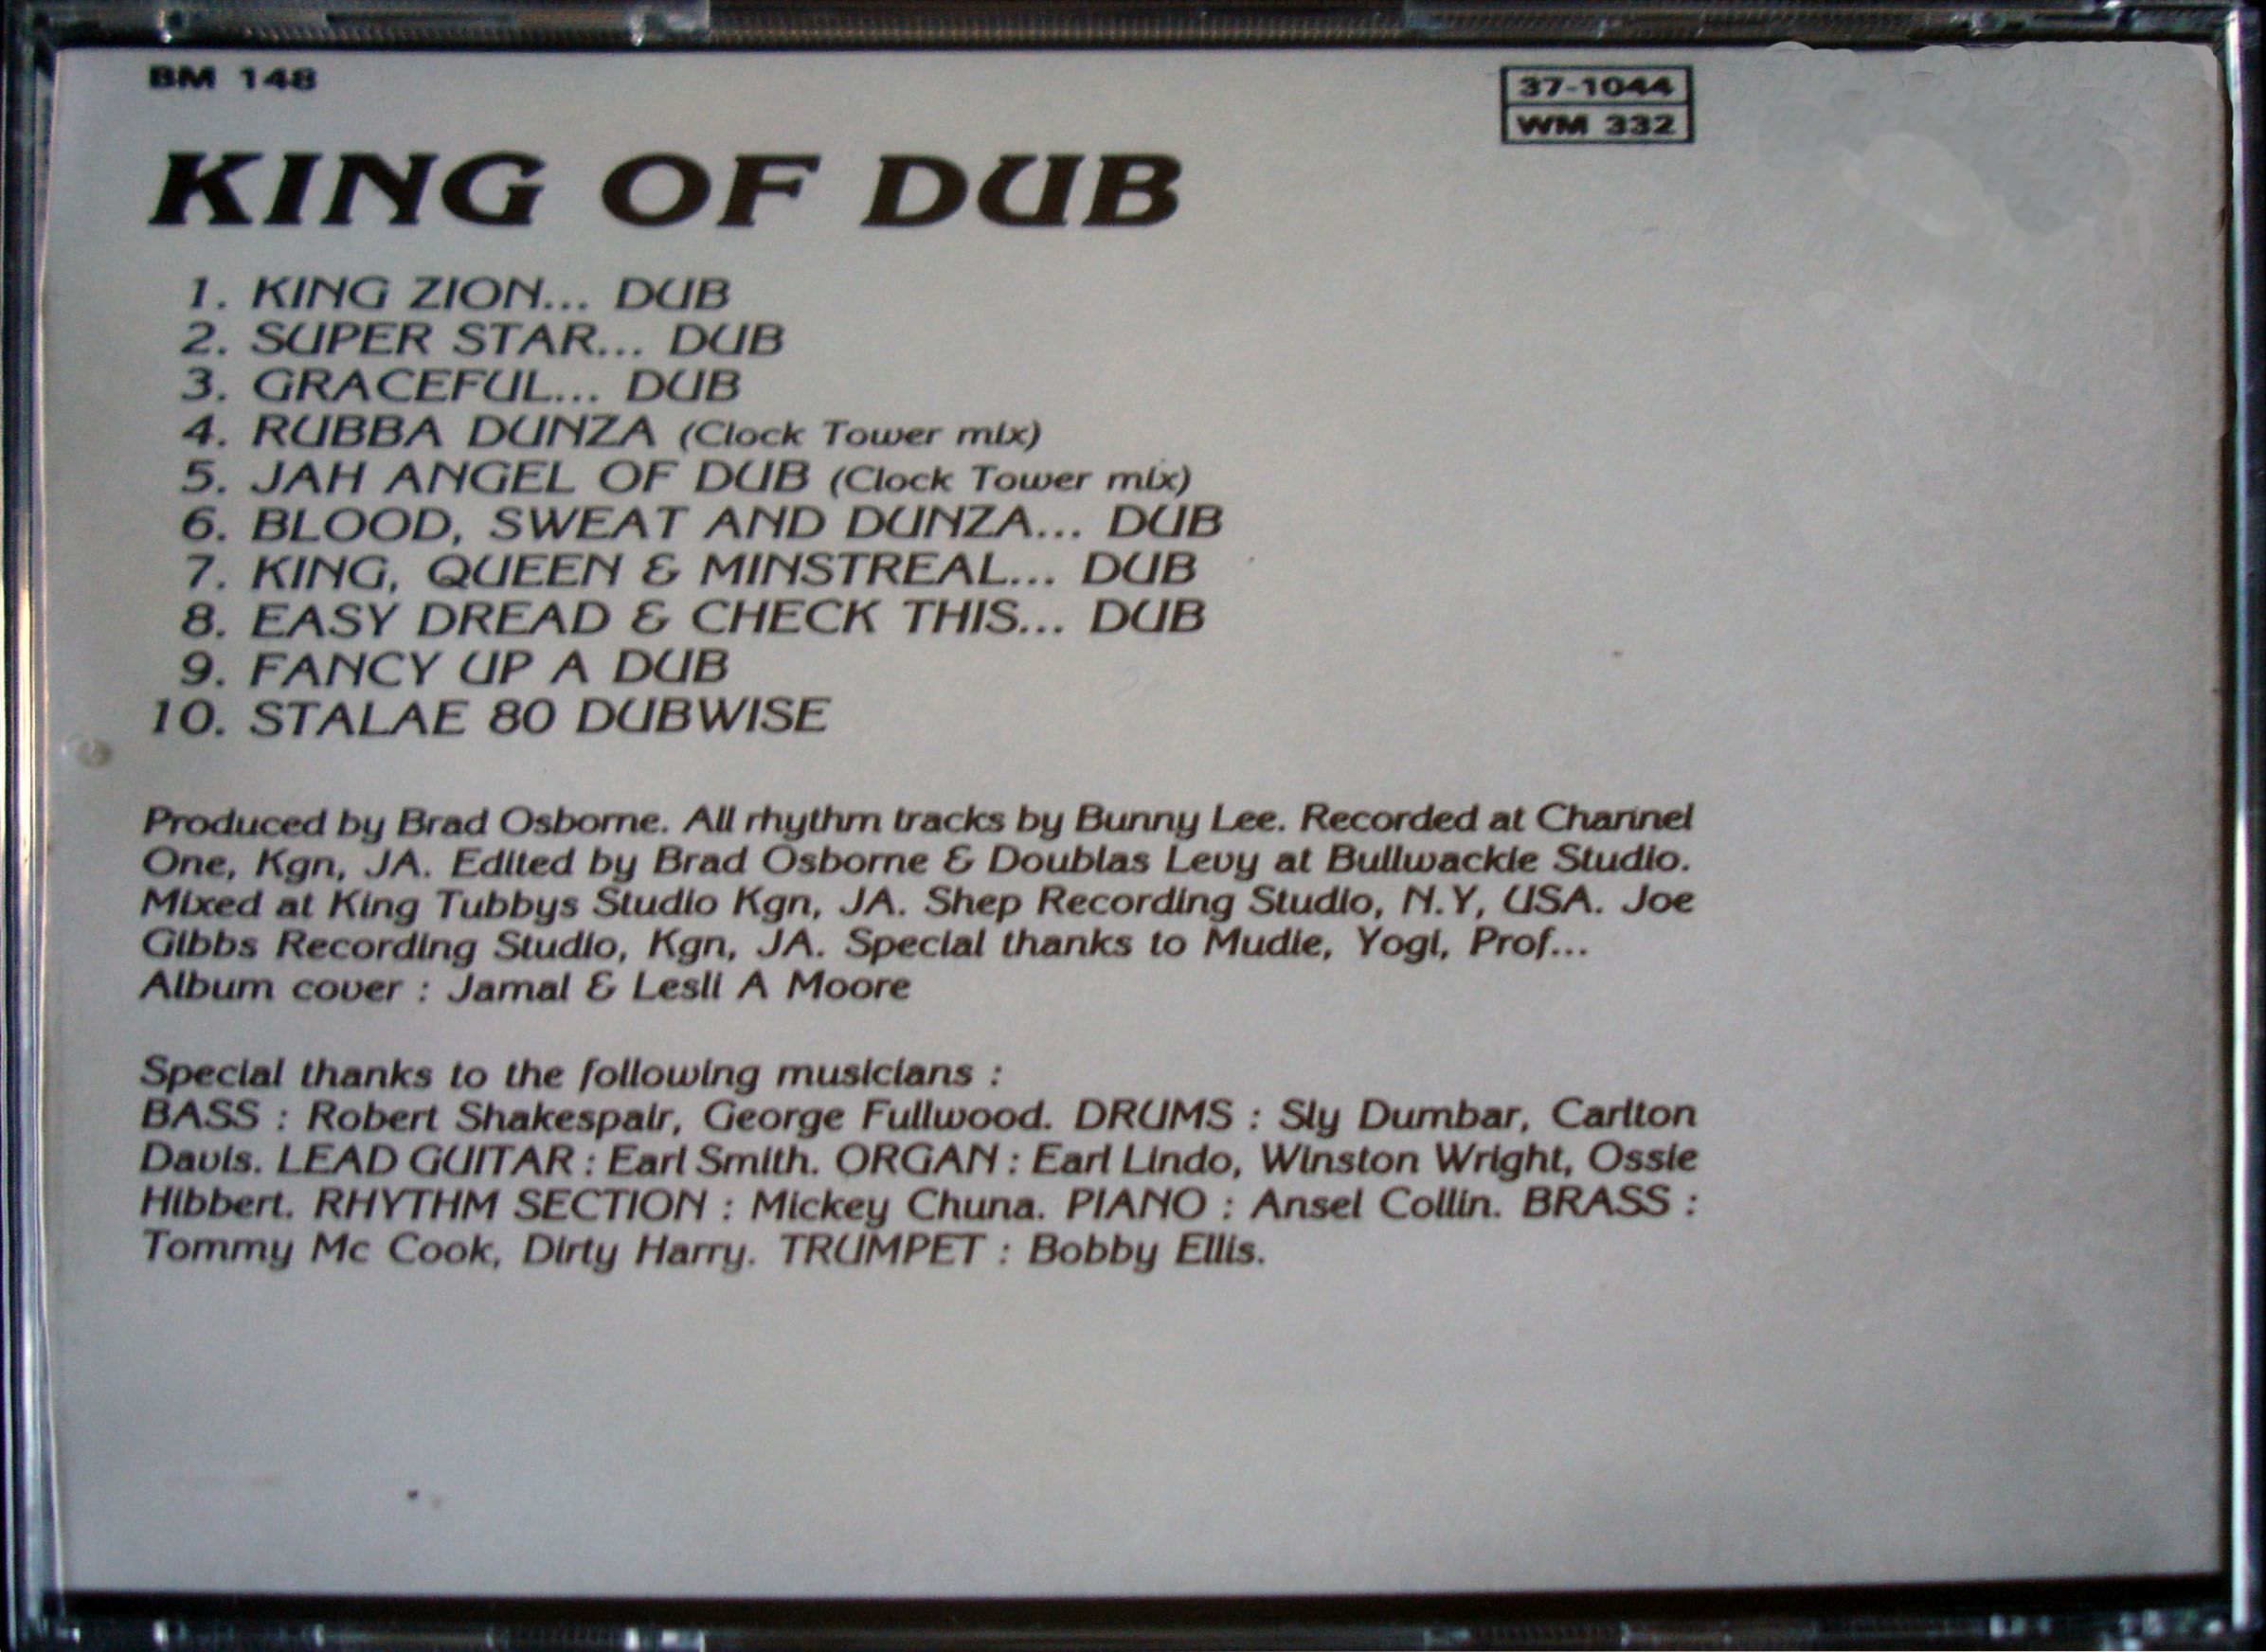 BM 148
37-1044
WM 332
KING OF DUB
1. KING ZION... DUB
2. SUPER STAR... DUB
3. GRACEFUL... DUB
4. RUBBA DUNZA (Clock Tower mix)
5. JAH ANGEL OF DUB (Clock Tower mix)
6. BLOOD, SWEAT AND DUNZA... DUB
7. KING, QUEEN & MINSTREAL... DUB
8. EASY DREAD & CHECK THIS... DUB
9. FANCY UP A DUB
10. STALAE 80 DUBWISE
Produced by Brad Osborne. All rhythm tracks by Bunny Lee. Recorded at Channel
One, Kgn, JA. Edited by Brad Osborne & Doublas Levy at Bullwackie Studio.
Mixed at King Tubbys Studio Kgn, JA. Shep Recording Studio, N.Y, USA. Joe
Gibbs Recording Studio, Kgn, JA. Special thanks to Mudie, Yogi, Prof...
Album cover : Jamal & Lesli A Moore
Special thanks to the following musicians :
BASS : Robert Shakespair, George Fullwood. DRUMS : Sly Dumbar, Carlton
Davis. LEAD GUITAR : Earl Smith. ORGAN : Earl Lindo, Winston Wright, Ossie
Hibbert. RHYTHM SECTION : Mickey Chuna. PIANO : Ansel Collin. BRASS :
Tommy Mc Cook, Dirty Harry. TRUMPET : Bobby Ellis.